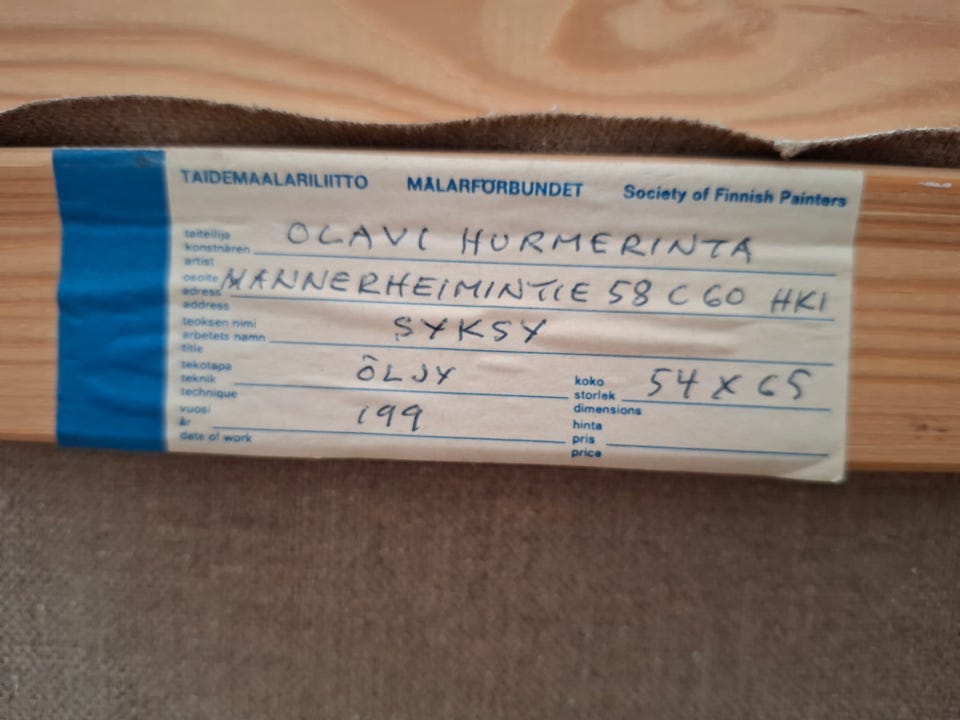 TAIDEMAALARILIITTO MÅLARFÖRBUNDET Society of Finnish Painters
taiteilija
konstnären OLAVI HURMERINTA
artist
osoite
adress MANNERHEIMINTIE 58 C 60 HKI
address
teoksen nimi
arbetets namn SYKSY
title
tekotapa
teknik ÖLJY
technique
koko
storlek 54 X 65
dimensions
vuosi
år 199
date of work
hinta
pris
price